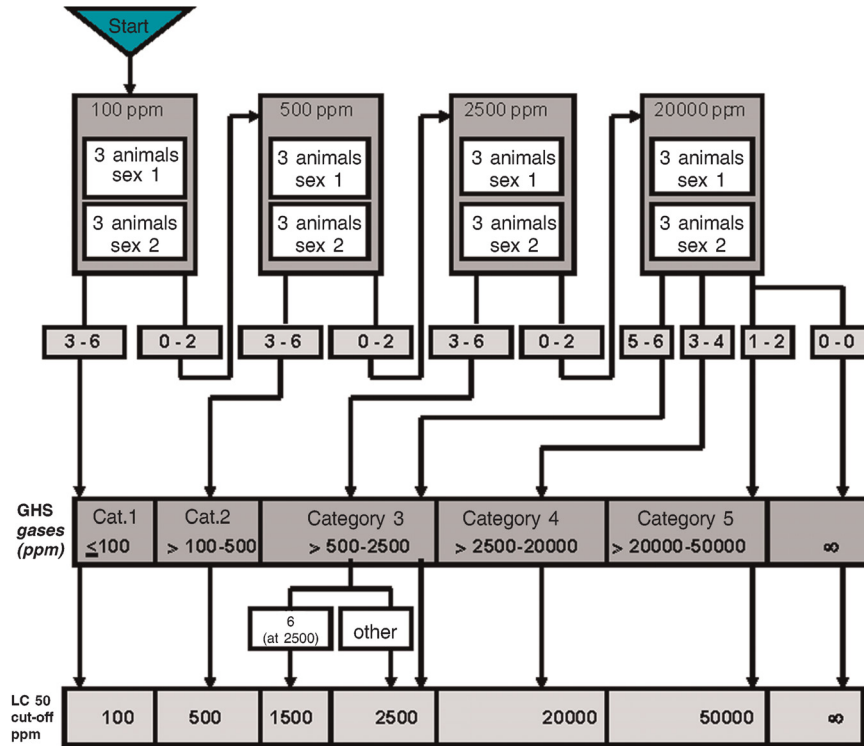 Start
100 ppm
500 ppm
2500 ppm
20000 ppm
3 animals
sex 1
3 animals
sex 1
3 animals
sex 1
3 animals
sex 1
3 animals
sex 2
3 animals
sex 2
3 animals
sex 2
3 animals
sex 2
3 - 6
0 - 2
3 - 6
0 - 2
3 - 6
0 - 2
5 - 6
3 - 4
1 - 2
0 - 0
GHS
gases
(ppm)
Cat.1
≤100
Cat.2
> 100-500
Category 3
> 500-2500
Category 4
> 2500-20000
Category 5
> 20000-50000
∞
6
(at 2500)
other
LC 50
cut-off
ppm
100
500
1500
2500
20000
50000
∞